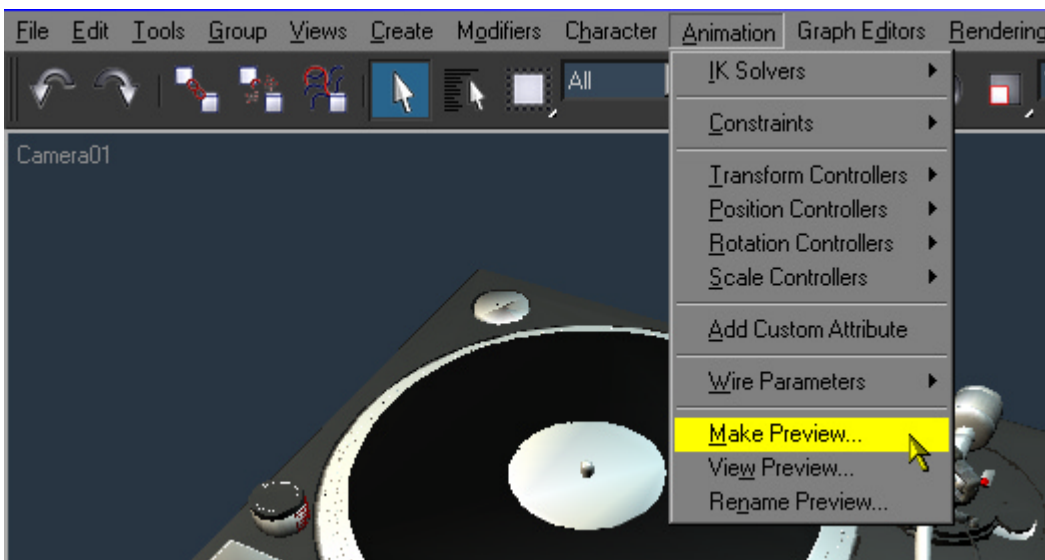 File Edit Tools Group Views Create Modifiers Character Animation Graph Editors Rendering
All
Camera01
IK Solvers
Constraints
Transform Controllers
Position Controllers
Rotation Controllers
Scale Controllers
Add Custom Attribute
Wire Parameters
Make Preview...
View Preview...
Rename Preview...